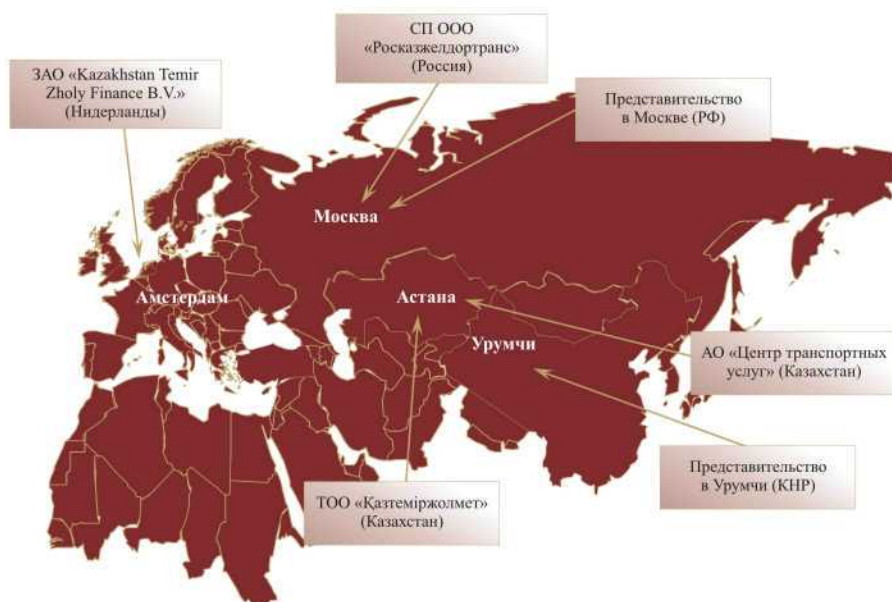 СП ООО
«Росказжелдортранс»
(Россия)
ЗАО «Kazakhstan Temir
Zholy Finance B.V.»
(Нидерланды)
Представительство
в Москве (РФ)
Москва
Амстердам
Астана
Урумчи
АО «Центр транспортных
услуг» (Казахстан)
Представительство
в Урумчи (КНР)
ТОО «Қазтеміржолмет»
(Казахстан)